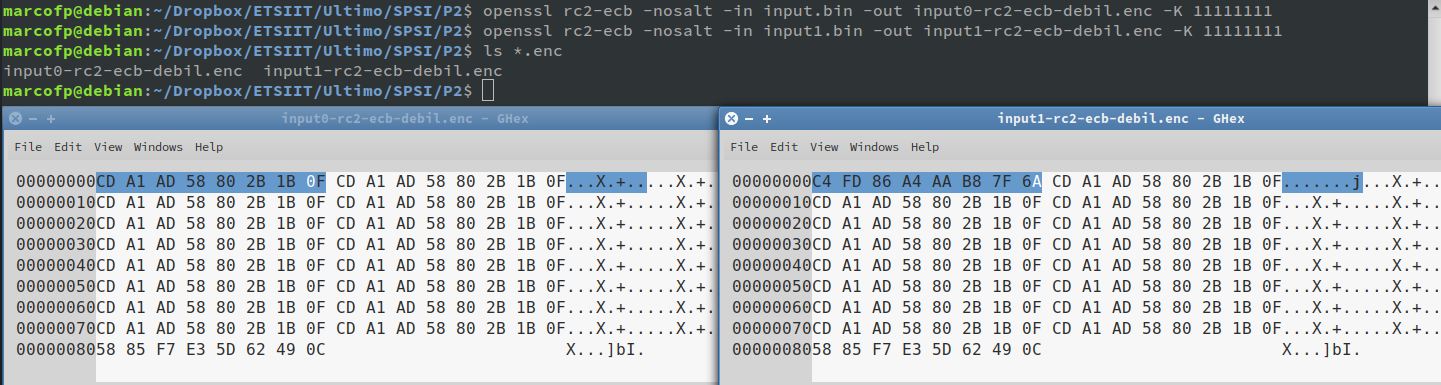 marcofp@debian:~/Dropbox/ETSIIT/Ultimo/SPSI/P2$ openssl rc2-ecb -nosalt -in input.bin -out input0-rc2-ecb-debil.enc -K 11111111
marcofp@debian:~/Dropbox/ETSIIT/Ultimo/SPSI/P2$ openssl rc2-ecb -nosalt -in input1.bin -out input1-rc2-ecb-debil.enc -K 11111111
marcofp@debian:~/Dropbox/ETSIIT/Ultimo/SPSI/P2$ ls *.enc
input0-rc2-ecb-debil.enc  input1-rc2-ecb-debil.enc
marcofp@debian:~/Dropbox/ETSIIT/Ultimo/SPSI/P2$
input0-rc2-ecb-debil.enc - GHex
File Edit View Windows Help
00000000CD A1 AD 58 80 2B 1B 0F CD A1 AD 58 80 2B 1B 0F...X.+.....X.+.
00000010CD A1 AD 58 80 2B 1B 0F CD A1 AD 58 80 2B 1B 0F...X.+.....X.+.
00000020CD A1 AD 58 80 2B 1B 0F CD A1 AD 58 80 2B 1B 0F...X.+.....X.+.
00000030CD A1 AD 58 80 2B 1B 0F CD A1 AD 58 80 2B 1B 0F...X.+.....X.+.
00000040CD A1 AD 58 80 2B 1B 0F CD A1 AD 58 80 2B 1B 0F...X.+.....X.+.
00000050CD A1 AD 58 80 2B 1B 0F CD A1 AD 58 80 2B 1B 0F...X.+.....X.+.
00000060CD A1 AD 58 80 2B 1B 0F CD A1 AD 58 80 2B 1B 0F...X.+.....X.+.
00000070CD A1 AD 58 80 2B 1B 0F CD A1 AD 58 80 2B 1B 0F...X.+.....X.+.
0000008058 85 F7 E3 5D 62 49 0C X...]bI.
input1-rc2-ecb-debil.enc - GHex
File Edit View Windows Help
00000000C4 FD 86 A4 AA B8 7F 6A CD A1 AD 58 80 2B 1B 0F.......j...X.+.
00000010CD A1 AD 58 80 2B 1B 0F CD A1 AD 58 80 2B 1B 0F...X.+.....X.+.
00000020CD A1 AD 58 80 2B 1B 0F CD A1 AD 58 80 2B 1B 0F...X.+.....X.+.
00000030CD A1 AD 58 80 2B 1B 0F CD A1 AD 58 80 2B 1B 0F...X.+.....X.+.
00000040CD A1 AD 58 80 2B 1B 0F CD A1 AD 58 80 2B 1B 0F...X.+.....X.+.
00000050CD A1 AD 58 80 2B 1B 0F CD A1 AD 58 80 2B 1B 0F...X.+.....X.+.
00000060CD A1 AD 58 80 2B 1B 0F CD A1 AD 58 80 2B 1B 0F...X.+.....X.+.
00000070CD A1 AD 58 80 2B 1B 0F CD A1 AD 58 80 2B 1B 0F...X.+.....X.+.
0000008058 85 F7 E3 5D 62 49 0C X...]bI.